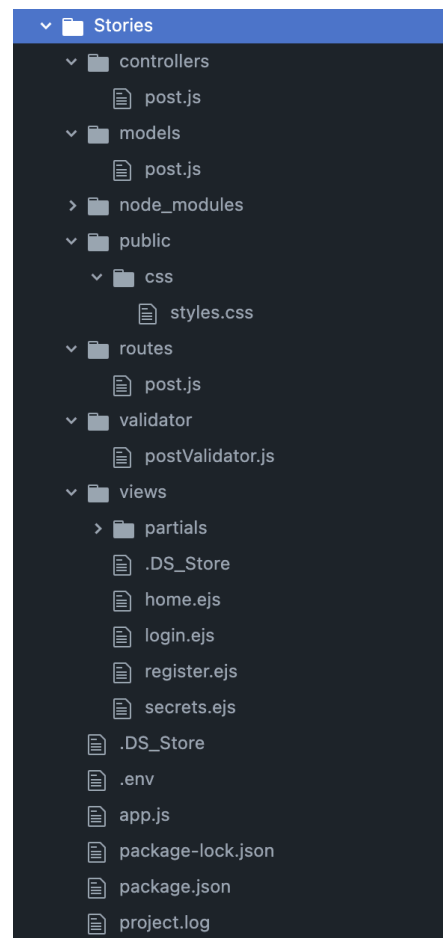 Stories
controllers
post.js
models
post.js
node_modules
public
css
styles.css
routes
post.js
validator
postValidator.js
views
partials
.DS_Store
home.ejs
login.ejs
register.ejs
secrets.ejs
.DS_Store
.env
app.js
package-lock.json
package.json
project.log